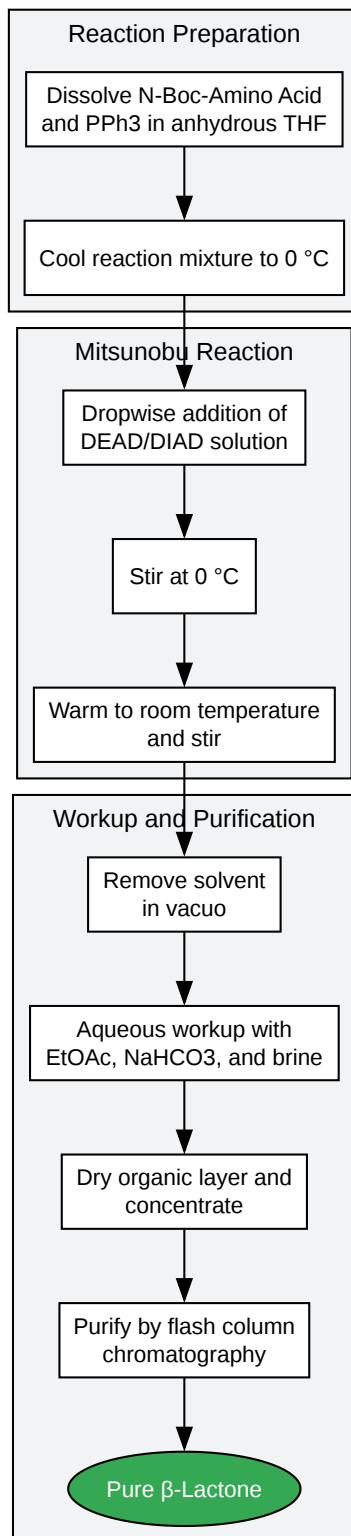 Reaction Preparation
Dissolve N-Boc-Amino Acid
and PPh3 in anhydrous THF
Cool reaction mixture to 0 °C
Mitsunobu Reaction
Dropwise addition of
DEAD/DIAD solution
Stir at 0 °C
Warm to room temperature
and stir
Workup and Purification
Remove solvent
in vacuo
Aqueous workup with
EtOAc, NaHCO3, and brine
Dry organic layer and
concentrate
Purify by flash column
chromatography
Pure β-Lactone